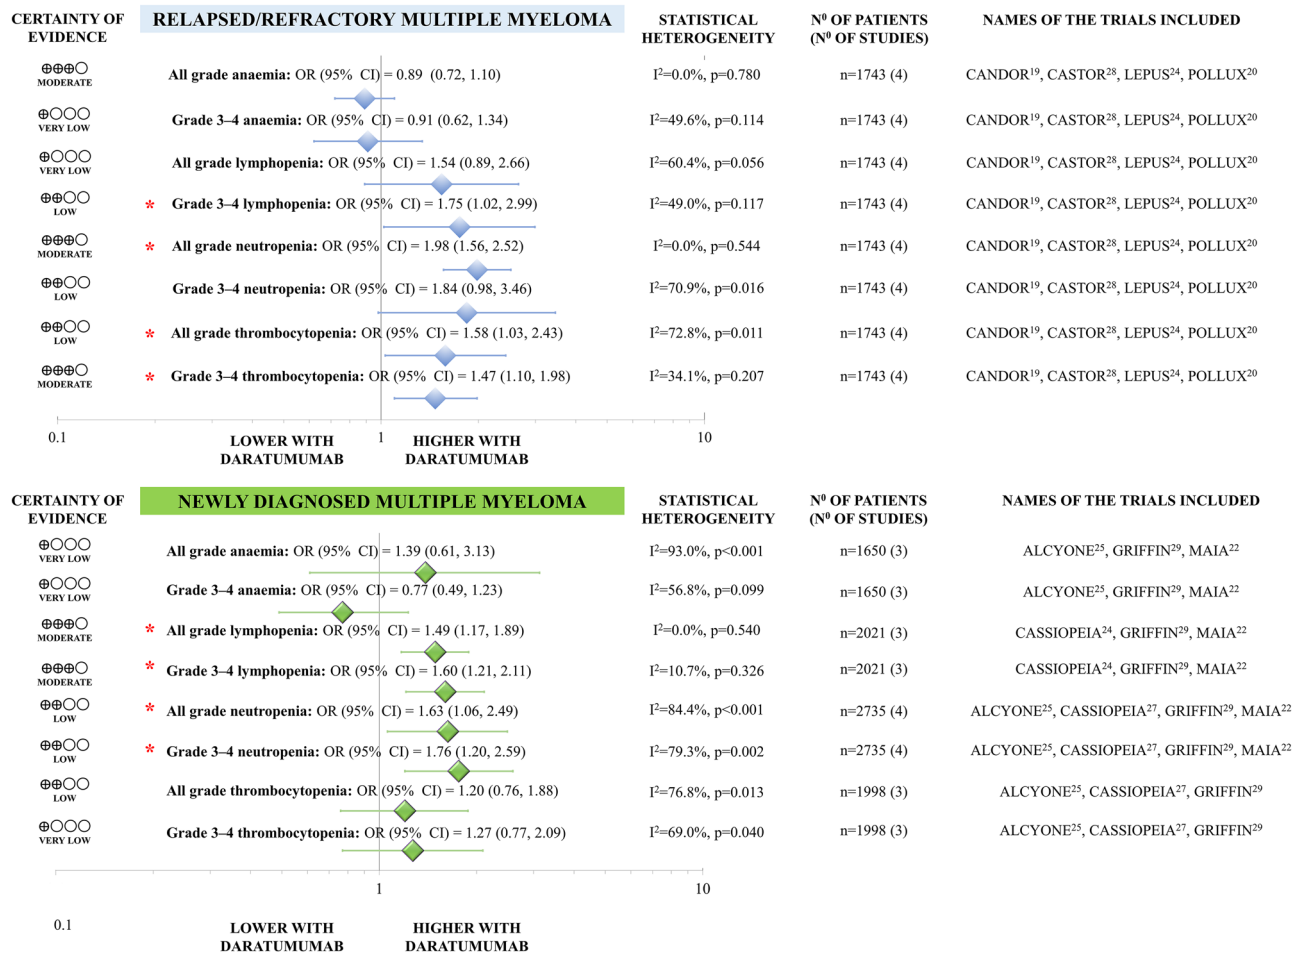 CERTAINTY OF EVIDENCE
RELAPSED/REFRACTORY MULTIPLE MYELOMA
STATISTICAL HETEROGENEITY
N⁰ OF PATIENTS (N⁰ OF STUDIES)
NAMES OF THE TRIALS INCLUDED
⊕⊕⊕○ MODERATE
All grade anaemia: OR (95% CI) = 0.89 (0.72, 1.10)
I²=0.0%, p=0.780
n=1743 (4)
CANDOR¹⁹, CASTOR²⁸, LEPUS²⁴, POLLUX²⁰
⊕○○○ VERY LOW
Grade 3–4 anaemia: OR (95% CI) = 0.91 (0.62, 1.34)
I²=49.6%, p=0.114
n=1743 (4)
CANDOR¹⁹, CASTOR²⁸, LEPUS²⁴, POLLUX²⁰
⊕○○○ VERY LOW
All grade lymphopenia: OR (95% CI) = 1.54 (0.89, 2.66)
I²=60.4%, p=0.056
n=1743 (4)
CANDOR¹⁹, CASTOR²⁸, LEPUS²⁴, POLLUX²⁰
⊕⊕○○ LOW
* Grade 3–4 lymphopenia: OR (95% CI) = 1.75 (1.02, 2.99)
I²=49.0%, p=0.117
n=1743 (4)
CANDOR¹⁹, CASTOR²⁸, LEPUS²⁴, POLLUX²⁰
⊕⊕⊕○ MODERATE
* All grade neutropenia: OR (95% CI) = 1.98 (1.56, 2.52)
I²=0.0%, p=0.544
n=1743 (4)
CANDOR¹⁹, CASTOR²⁸, LEPUS²⁴, POLLUX²⁰
⊕⊕○○ LOW
Grade 3–4 neutropenia: OR (95% CI) = 1.84 (0.98, 3.46)
I²=70.9%, p=0.016
n=1743 (4)
CANDOR¹⁹, CASTOR²⁸, LEPUS²⁴, POLLUX²⁰
⊕⊕○○ LOW
* All grade thrombocytopenia: OR (95% CI) = 1.58 (1.03, 2.43)
I²=72.8%, p=0.011
n=1743 (4)
CANDOR¹⁹, CASTOR²⁸, LEPUS²⁴, POLLUX²⁰
⊕⊕⊕○ MODERATE
* Grade 3–4 thrombocytopenia: OR (95% CI) = 1.47 (1.10, 1.98)
I²=34.1%, p=0.207
n=1743 (4)
CANDOR¹⁹, CASTOR²⁸, LEPUS²⁴, POLLUX²⁰
0.1 1 10
LOWER WITH DARATUMUMAB
HIGHER WITH DARATUMUMAB
CERTAINTY OF EVIDENCE
NEWLY DIAGNOSED MULTIPLE MYELOMA
STATISTICAL HETEROGENEITY
N⁰ OF PATIENTS (N⁰ OF STUDIES)
NAMES OF THE TRIALS INCLUDED
⊕○○○ VERY LOW
All grade anaemia: OR (95% CI) = 1.39 (0.61, 3.13)
I²=93.0%, p<0.001
n=1650 (3)
ALCYONE²⁵, GRIFFIN²⁹, MAIA²²
⊕○○○ VERY LOW
Grade 3–4 anaemia: OR (95% CI) = 0.77 (0.49, 1.23)
I²=56.8%, p=0.099
n=1650 (3)
ALCYONE²⁵, GRIFFIN²⁹, MAIA²²
⊕⊕⊕○ MODERATE
* All grade lymphopenia: OR (95% CI) = 1.49 (1.17, 1.89)
I²=0.0%, p=0.540
n=2021 (3)
CASSIOPEIA²⁴, GRIFFIN²⁹, MAIA²²
⊕⊕⊕○ MODERATE
* Grade 3–4 lymphopenia: OR (95% CI) = 1.60 (1.21, 2.11)
I²=10.7%, p=0.326
n=2021 (3)
CASSIOPEIA²⁴, GRIFFIN²⁹, MAIA²²
⊕⊕○○ LOW
* All grade neutropenia: OR (95% CI) = 1.63 (1.06, 2.49)
I²=84.4%, p<0.001
n=2735 (4)
ALCYONE²⁵, CASSIOPEIA²⁷, GRIFFIN²⁹, MAIA²²
⊕⊕○○ LOW
* Grade 3–4 neutropenia: OR (95% CI) = 1.76 (1.20, 2.59)
I²=79.3%, p=0.002
n=2735 (4)
ALCYONE²⁵, CASSIOPEIA²⁷, GRIFFIN²⁹, MAIA²²
⊕⊕○○ LOW
All grade thrombocytopenia: OR (95% CI) = 1.20 (0.76, 1.88)
I²=76.8%, p=0.013
n=1998 (3)
ALCYONE²⁵, CASSIOPEIA²⁷, GRIFFIN²⁹
⊕○○○ VERY LOW
Grade 3–4 thrombocytopenia: OR (95% CI) = 1.27 (0.77, 2.09)
I²=69.0%, p=0.040
n=1998 (3)
ALCYONE²⁵, CASSIOPEIA²⁷, GRIFFIN²⁹
1 10
0.1
LOWER WITH DARATUMUMAB
HIGHER WITH DARATUMUMAB